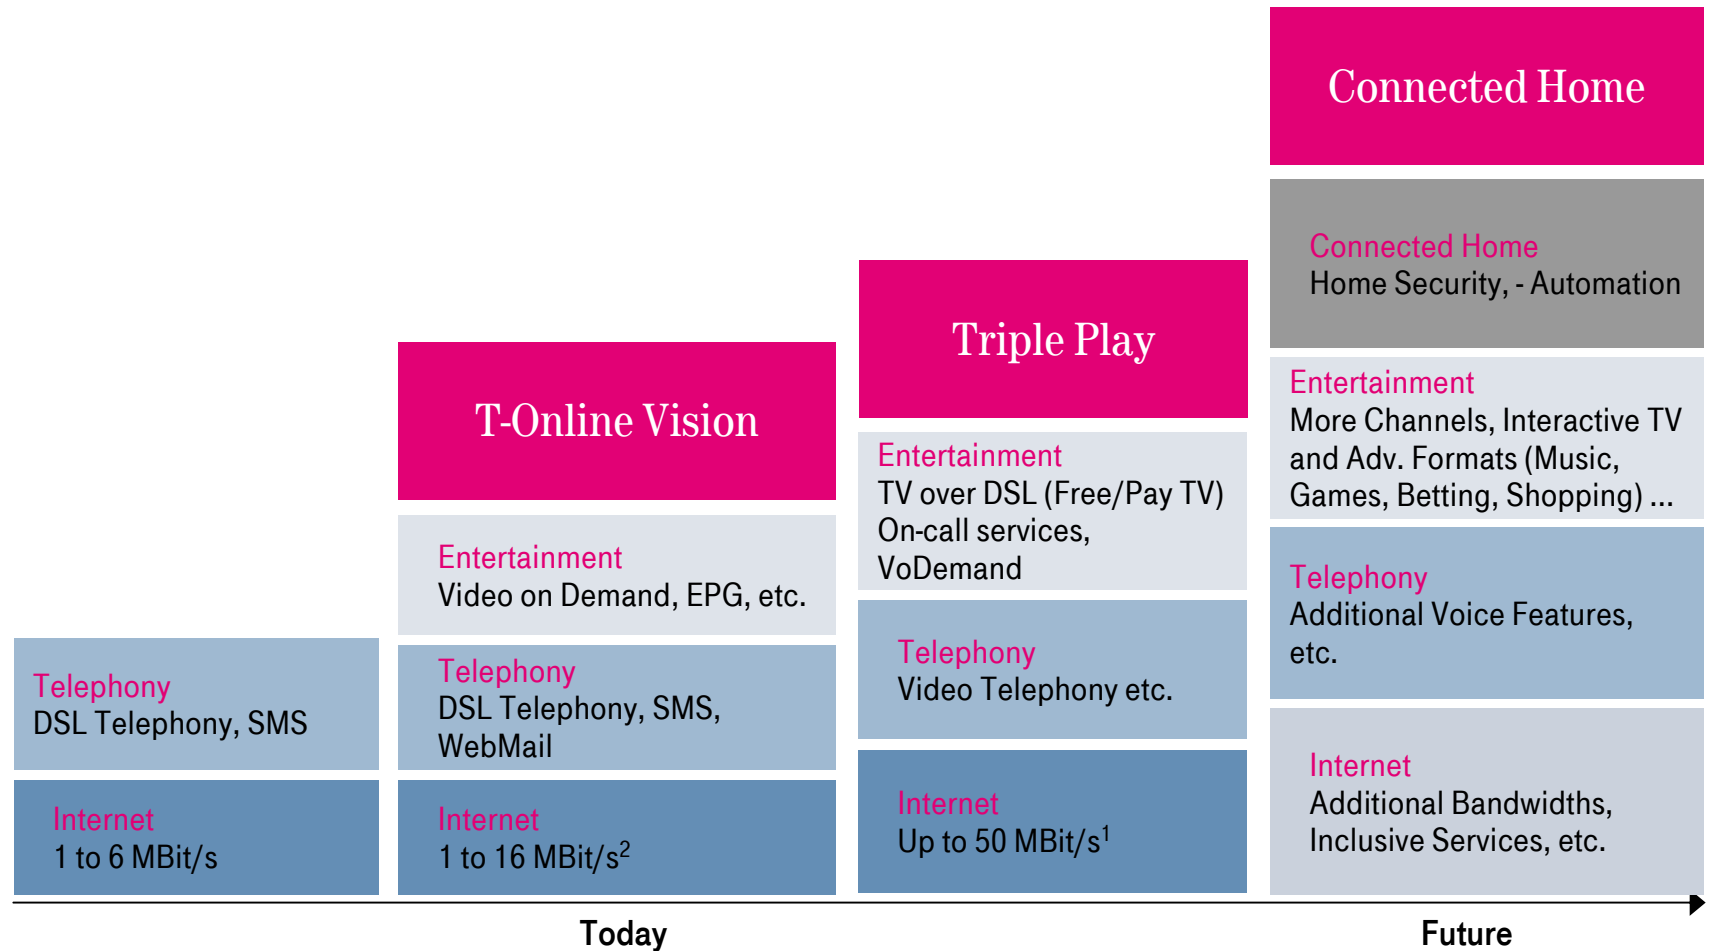 Telephony
DSL Telephony, SMS
Internet
1 to 6 MBit/s
T-Online Vision
Entertainment
Video on Demand, EPG, etc.
Telephony
DSL Telephony, SMS,
WebMail
Internet
1 to 16 MBit/s²
Triple Play
Entertainment
TV over DSL (Free/Pay TV)
On-call services,
VoDemand
Telephony
Video Telephony etc.
Internet
Up to 50 MBit/s¹
Connected Home
Connected Home
Home Security, - Automation
Entertainment
More Channels, Interactive TV
and Adv. Formats (Music,
Games, Betting, Shopping) ...
Telephony
Additional Voice Features,
etc.
Internet
Additional Bandwidths,
Inclusive Services, etc.
Today
Future